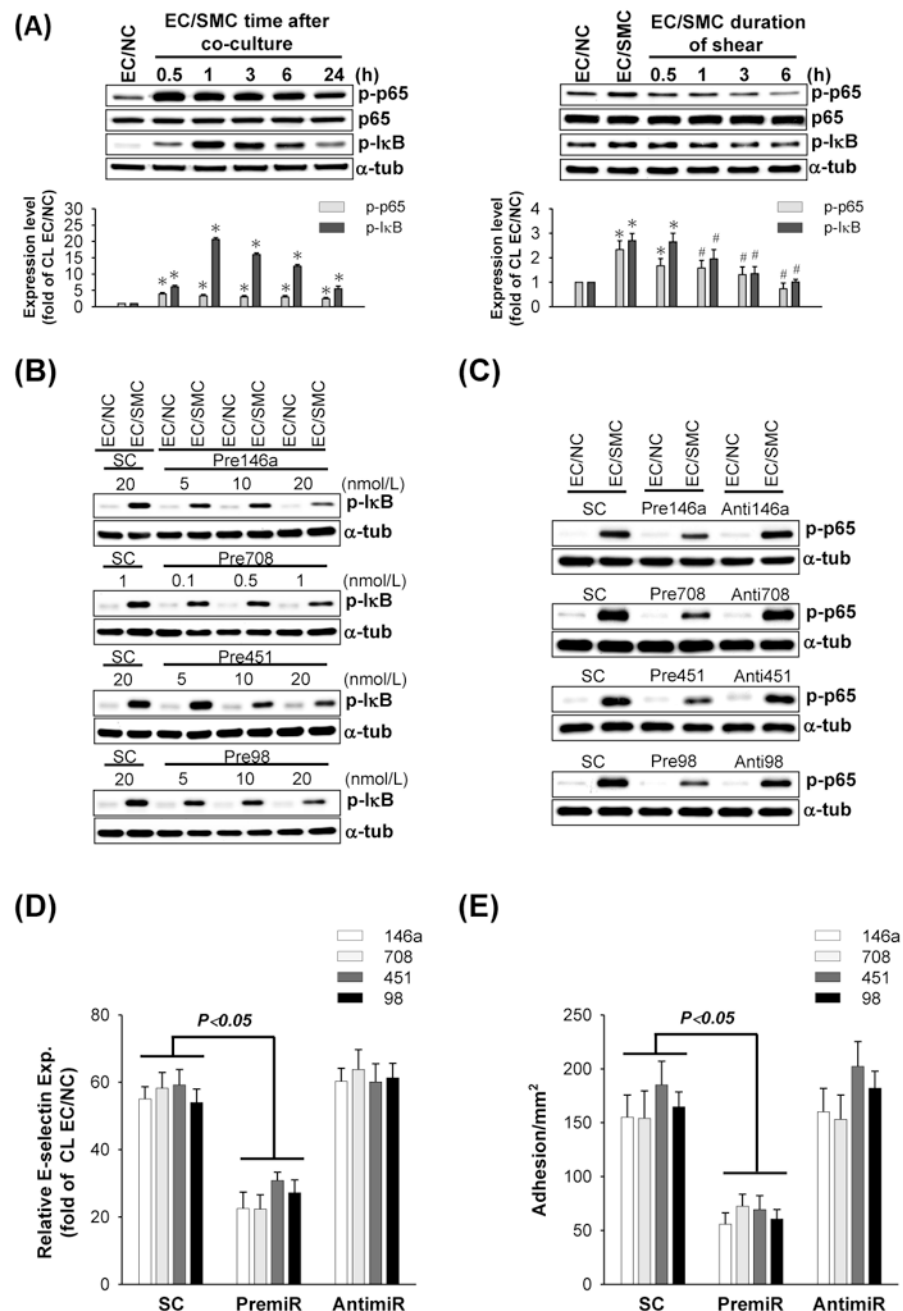 (A)
EC/NC
EC/SMC time after
co-culture
0.5 1 3 6 24 (h)
p-p65
p65
p-IκB
α-tub
Expression level
(fold of CL EC/NC)
30
25
20
15
10
5
0
p-p65
p-IκB
* * * * * * * * * *
EC/NC
EC/SMC
EC/SMC duration
of shear
0.5 1 3 6 (h)
p-p65
p65
p-IκB
α-tub
Expression level
(fold of CL EC/NC)
4
3
2
1
0
p-p65
p-IκB
* * * * # # # # # #
(B)
EC/NC EC/SMC EC/NC EC/SMC EC/NC EC/SMC EC/NC EC/SMC
SC Pre146a
20 5 10 20 (nmol/L)
p-IκB
α-tub
SC Pre708
1 0.1 0.5 1 (nmol/L)
p-IκB
α-tub
SC Pre451
20 5 10 20 (nmol/L)
p-IκB
α-tub
SC Pre98
20 5 10 20 (nmol/L)
p-IκB
α-tub
(C)
EC/NC EC/SMC EC/NC EC/SMC EC/NC EC/SMC
SC Pre146a Anti146a
p-p65
α-tub
SC Pre708 Anti708
p-p65
α-tub
SC Pre451 Anti451
p-p65
α-tub
SC Pre98 Anti98
p-p65
α-tub
(D)
146a
708
451
98
Relative E-selectin Exp.
(fold of CL EC/NC)
80
60
40
20
0
P<0.05
SC PremiR AntimiR
(E)
146a
708
451
98
Adhesion/mm²
250
200
150
100
50
0
P<0.05
SC PremiR AntimiR